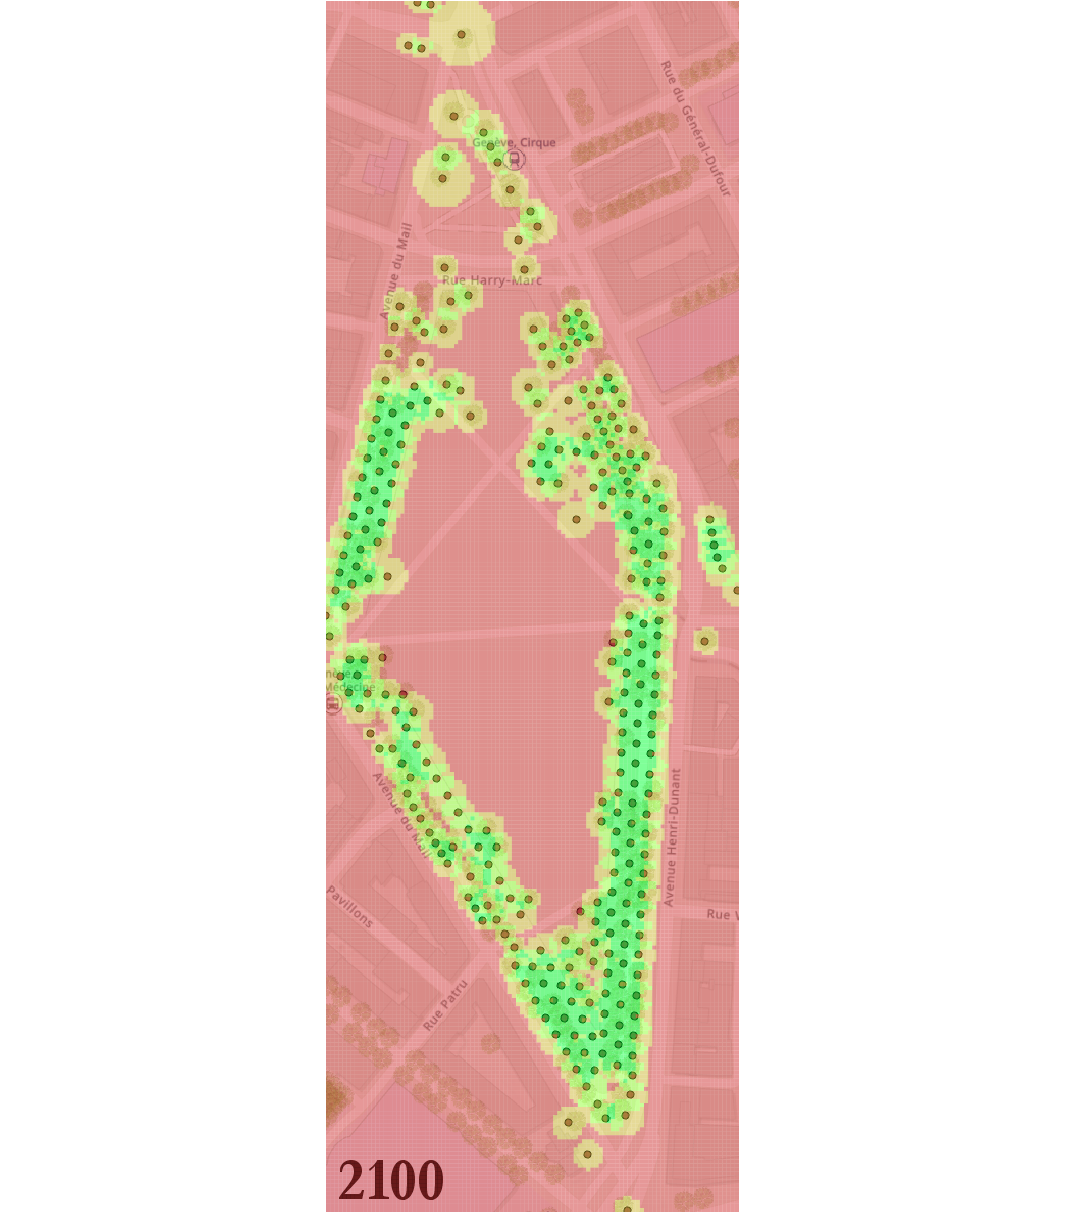 Rue du Général-Dufour
Genève, Cirque
Avenue du Mail
Rue Harry-Marc
Médecine
Avenue du Mail
Avenue Henri-Dunant
Pavillons
Rue V
Rue Patru
2100